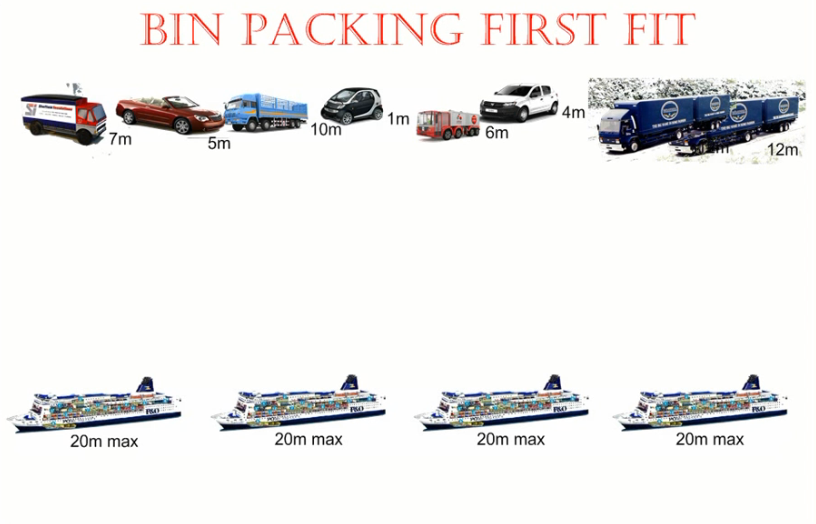 BIN PACKING FIRST FIT
7m
5m
10m
1m
6m
4m
12m
20m max
20m max
20m max
20m max
P&O
P&O
P&O
P&O